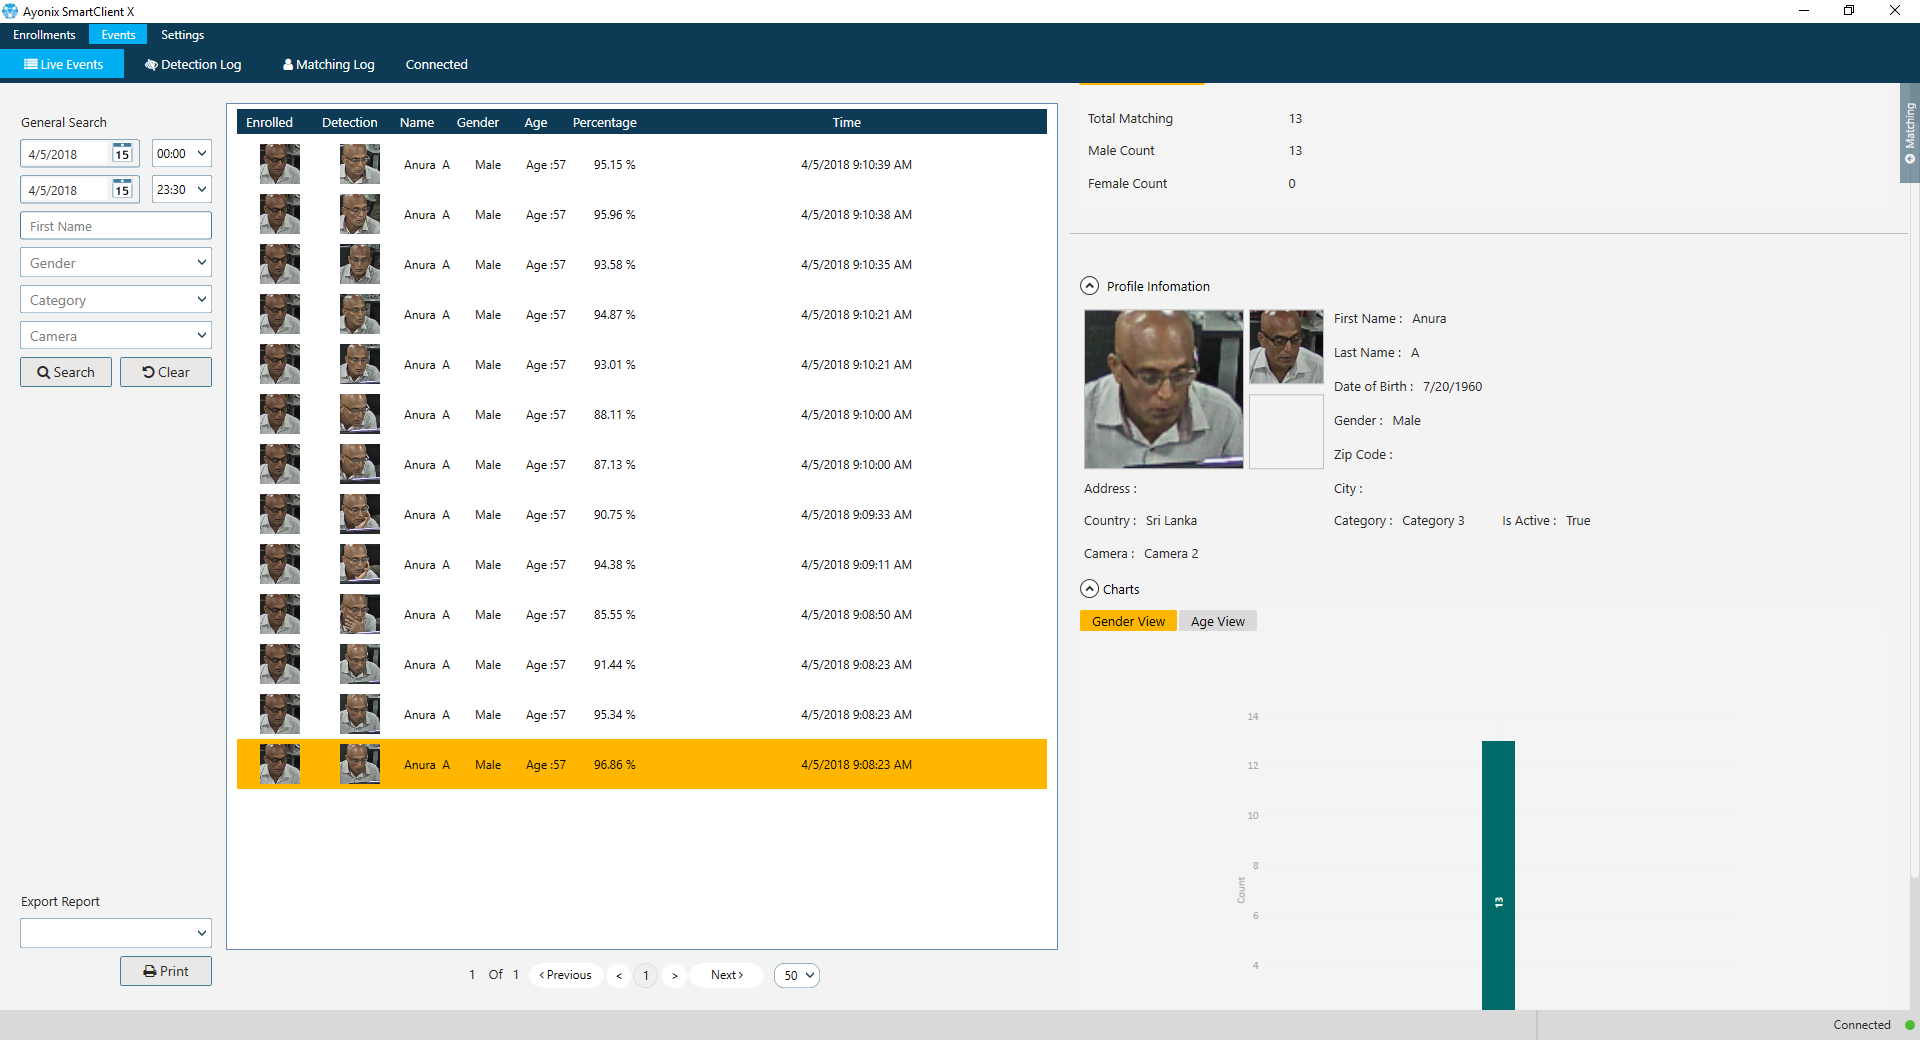 Ayonix SmartClient X
Enrollments Events Settings
Live Events Detection Log Matching Log Connected
General Search
4/5/2018 15 00:00
4/5/2018 15 23:30
First Name
Gender
Category
Camera
Search Clear
Export Report
Print
Enrolled Detection Name Gender Age Percentage Time
Anura A Male Age :57 95.15 % 4/5/2018 9:10:39 AM
Anura A Male Age :57 95.96 % 4/5/2018 9:10:38 AM
Anura A Male Age :57 93.58 % 4/5/2018 9:10:35 AM
Anura A Male Age :57 94.87 % 4/5/2018 9:10:21 AM
Anura A Male Age :57 93.01 % 4/5/2018 9:10:21 AM
Anura A Male Age :57 88.11 % 4/5/2018 9:10:00 AM
Anura A Male Age :57 87.13 % 4/5/2018 9:10:00 AM
Anura A Male Age :57 90.75 % 4/5/2018 9:09:33 AM
Anura A Male Age :57 94.38 % 4/5/2018 9:09:11 AM
Anura A Male Age :57 85.55 % 4/5/2018 9:08:50 AM
Anura A Male Age :57 91.44 % 4/5/2018 9:08:23 AM
Anura A Male Age :57 95.34 % 4/5/2018 9:08:23 AM
Anura A Male Age :57 96.86 % 4/5/2018 9:08:23 AM
1 Of 1 ‹ Previous < 1 > Next › 50
Total Matching 13
Male Count 13
Female Count 0
Matching
Profile Infomation
First Name : Anura
Last Name : A
Date of Birth : 7/20/1960
Gender : Male
Zip Code :
Address : City :
Country : Sri Lanka Category : Category 3 Is Active : True
Camera : Camera 2
Charts
Gender View Age View
14
12
10
8
6
4
Count
13
Connected